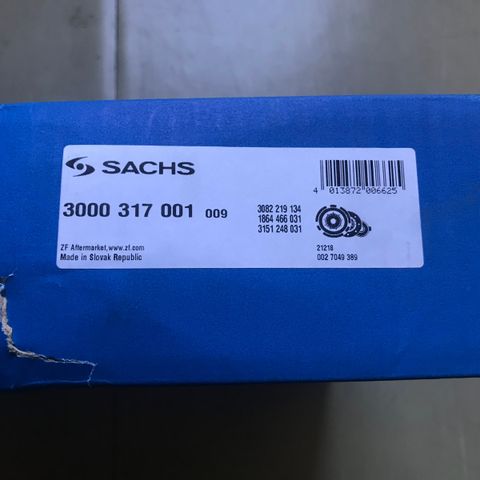 SACHS
4 013872 006625
3000 317 001 009
3082 219 134
1864 466 031
3151 248 031
ZF Aftermarket,www.zf.com
Made in Slovak Republic
21218
002 7049 389